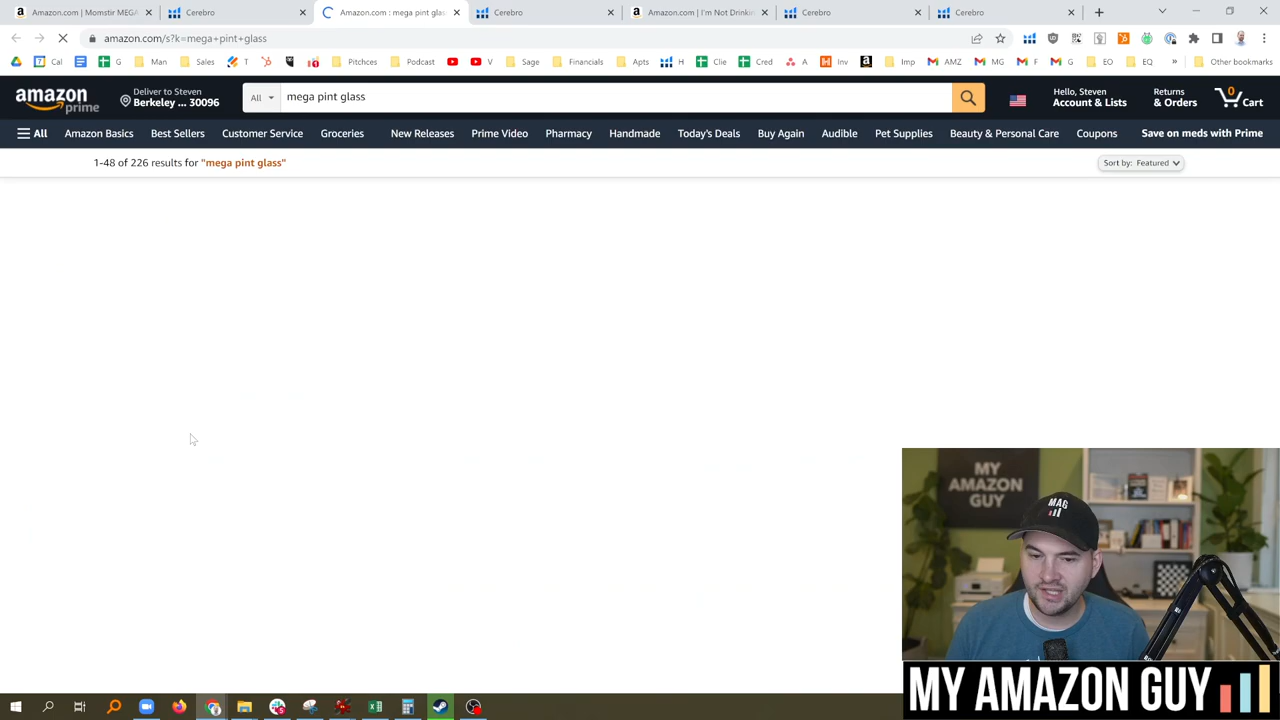 Amazon.com | Momstir MEGA
Cerebro
Amazon.com : mega pint gla
Cerebro
Amazon.com | I'm Not Drinkin
Cerebro
Cerebro
amazon.com/s?k=mega+pint+glass
Cal
G
Man
Sales
T
Pitches
Podcast
V
Sage
Financials
Apts
H
Clie
Cred
A
Inv
Imp
AMZ
MG
F
G
EO
EQ
»
Other bookmarks
amazon prime
Deliver to Steven
Berkeley ... 30096
All
mega pint glass
Hello, Steven
Account & Lists
Returns
& Orders
0
Cart
All
Amazon Basics
Best Sellers
Customer Service
Groceries
New Releases
Prime Video
Pharmacy
Handmade
Today's Deals
Buy Again
Audible
Pet Supplies
Beauty & Personal Care
Coupons
Save on meds with Prime
1-48 of 226 results for "mega pint glass"
Sort by: Featured
MY
AMAZON
GUY
MAG
MY AMAZON GUY